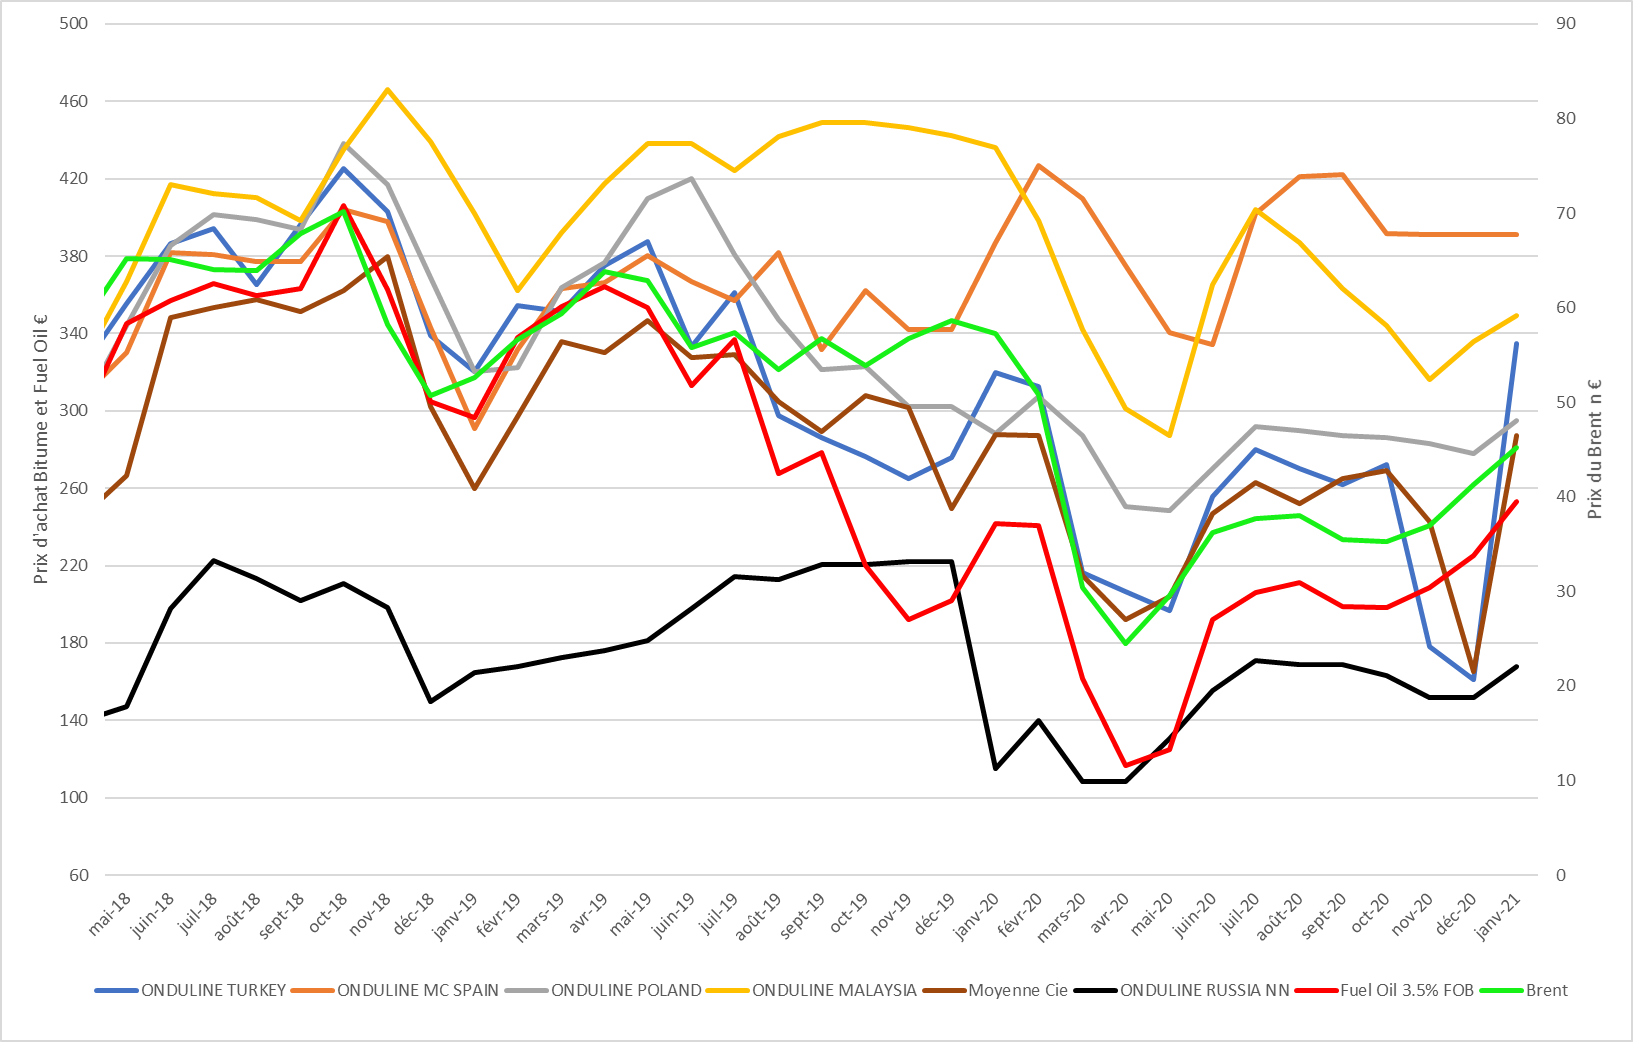 500
460
420
380
340
300
260
220
180
140
100
60
Prix d'achat Bitume et Fuel Oil €
90
80
70
60
50
40
30
20
10
0
Prix du Brent n €
mai-18
juin-18
juil-18
août-18
sept-18
oct-18
nov-18
déc-18
janv-19
févr-19
mars-19
avr-19
mai-19
juin-19
juil-19
août-19
sept-19
oct-19
nov-19
déc-19
janv-20
févr-20
mars-20
avr-20
mai-20
juin-20
juil-20
août-20
sept-20
oct-20
nov-20
déc-20
janv-21
ONDULINE TURKEY ONDULINE MC SPAIN ONDULINE POLAND ONDULINE MALAYSIA Moyenne Cie ONDULINE RUSSIA NN Fuel Oil 3.5% FOB Brent